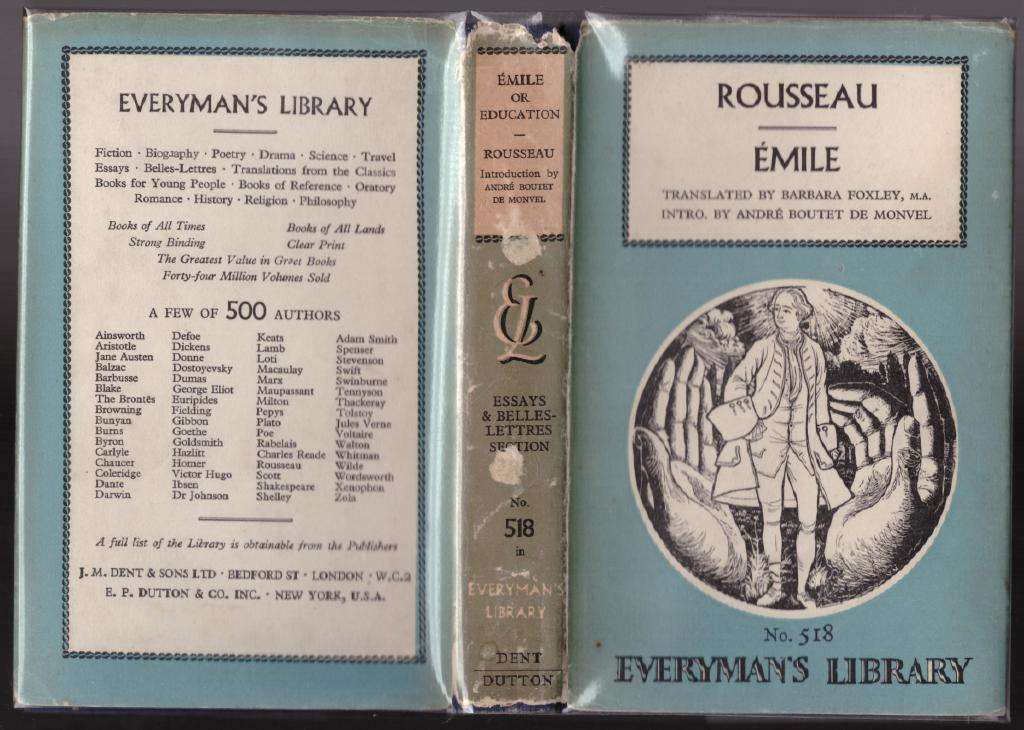 EVERYMAN'S LIBRARY
Fiction · Biography · Poetry · Drama · Science · Travel
Essays · Belles-Lettres · Translations from the Classics
Books for Young People · Books of Reference · Oratory
Romance · History · Religion · Philosophy
Books of All Times Books of All Lands
Strong Binding Clear Print
The Greatest Value in Great Books
Forty-four Million Volumes Sold
A FEW OF 500 AUTHORS
Ainsworth
Aristotle
Jane Austen
Balzac
Barbusse
Blake
The Brontës
Browning
Bunyan
Burns
Byron
Carlyle
Chaucer
Coleridge
Dante
Darwin
Defoe
Dickens
Donne
Dostoyevsky
Dumas
George Eliot
Euripides
Fielding
Gibbon
Goethe
Goldsmith
Hazlitt
Homer
Victor Hugo
Ibsen
Dr Johnson
Keats
Lamb
Loti
Macaulay
Marx
Maupassant
Milton
Pepys
Plato
Poe
Rabelais
Charles Reade
Rousseau
Scott
Shakespeare
Shelley
Adam Smith
Spenser
Stevenson
Swift
Swinburne
Tennyson
Thackeray
Tolstoy
Jules Verne
Voltaire
Walton
Whitman
Wilde
Wordsworth
Xenophon
Zola
A full list of the Library is obtainable from the Publishers
J. M. DENT & SONS LTD · BEDFORD ST · LONDON · W.C.2
E. P. DUTTON & CO. INC. · NEW YORK, U.S.A.
ÉMILE
OR
EDUCATION
ROUSSEAU
Introduction by
ANDRÉ BOUTET
DE MONVEL
EL
ESSAYS
& BELLES-
LETTRES
SECTION
No.
518
in
EVERYMAN'S
LIBRARY
DENT
DUTTON
ROUSSEAU
ÉMILE
TRANSLATED BY BARBARA FOXLEY, M.A.
INTRO. BY ANDRÉ BOUTET DE MONVEL
No. 518
EVERYMAN'S LIBRARY